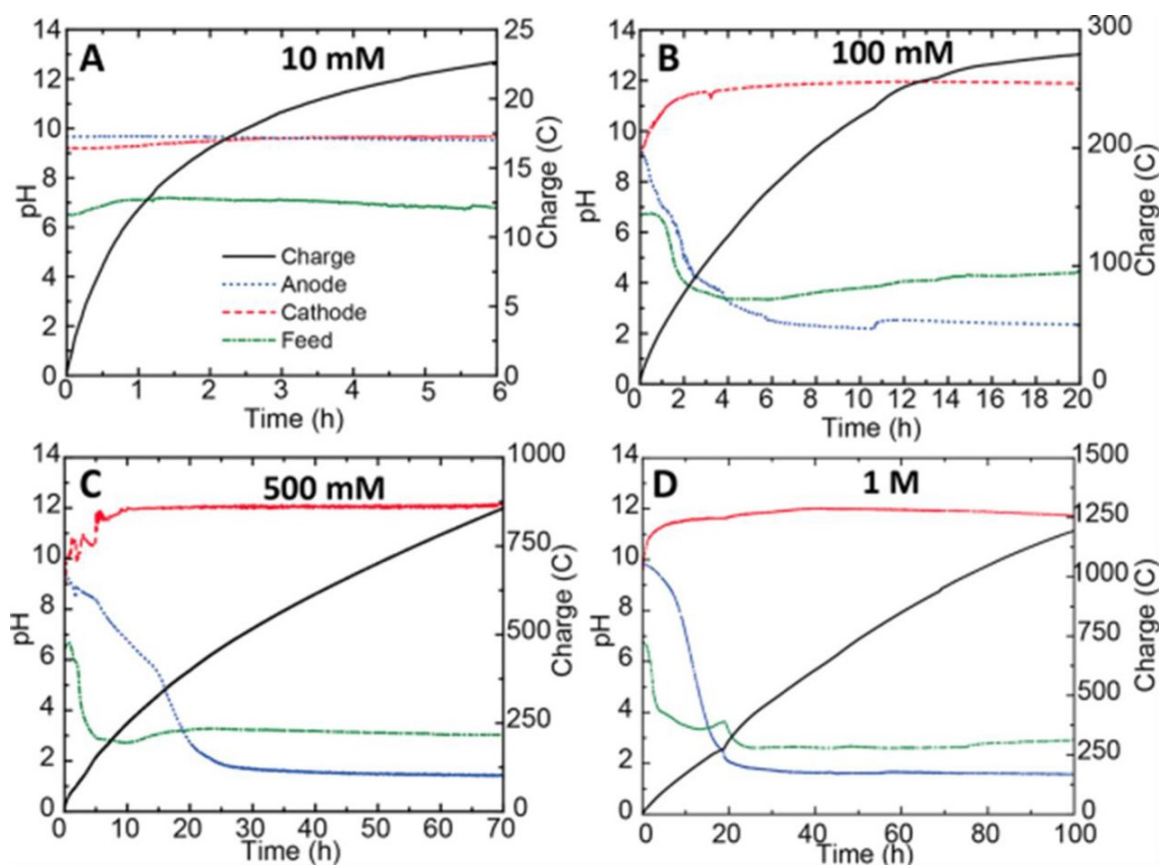 A
10 mM
14
12
10
8
6
4
2
0
pH
25
20
15
10
5
0
Charge (C)
Charge
Anode
Cathode
Feed
0 1 2 3 4 5 6
Time (h)
B
100 mM
14
12
10
8
6
4
2
0
pH
300
200
100
0
Charge (C)
0 2 4 6 8 10 12 14 16 18 20
Time (h)
C
500 mM
14
12
10
8
6
4
2
0
pH
1000
750
500
250
0
Charge (C)
0 10 20 30 40 50 60 70
Time (h)
D
1 M
14
12
10
8
6
4
2
0
pH
1500
1250
1000
750
500
250
0
Charge (C)
0 20 40 60 80 100
Time (h)